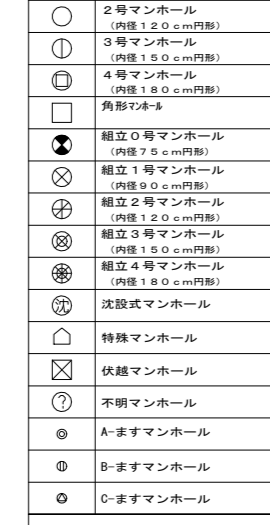 2号マンホール
(内径120cm円形)
3号マンホール
(内径150cm円形)
4号マンホール
(内径180cm円形)
角形マンホール
組立0号マンホール
(内径75cm円形)
組立1号マンホール
(内径90cm円形)
組立2号マンホール
(内径120cm円形)
組立3号マンホール
(内径150cm円形)
組立4号マンホール
(内径180cm円形)
沈 沈設式マンホール
特殊マンホール
伏越マンホール
? 不明マンホール
A-ますマンホール
B-ますマンホール
C-ますマンホール